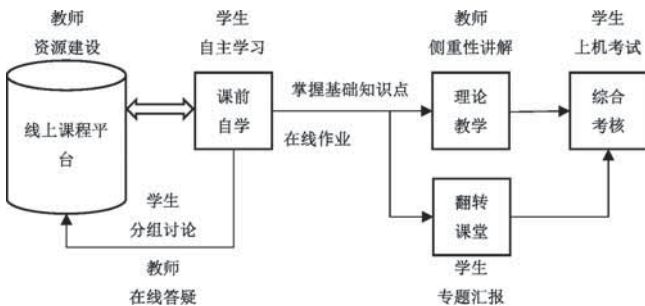 教师
资源建设
学生
自主学习
教师
侧重性讲解
学生
上机考试
线上课程平
台
课前
自学
掌握基础知识点
在线作业
理论
教学
综合
考核
学生
分组讨论
教师
在线答疑
翻转
课堂
学生
专题汇报